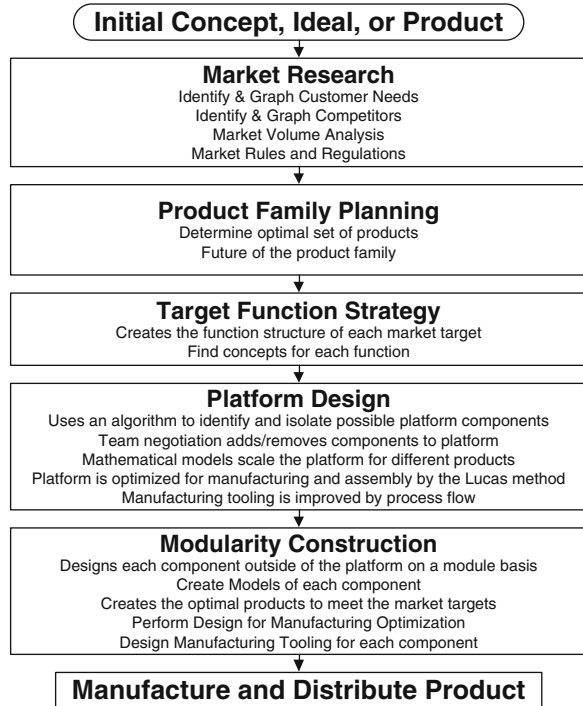 Initial Concept, Ideal, or Product
Market Research
Identify & Graph Customer Needs
Identify & Graph Competitors
Market Volume Analysis
Market Rules and Regulations
Product Family Planning
Determine optimal set of products
Future of the product family
Target Function Strategy
Creates the function structure of each market target
Find concepts for each function
Platform Design
Uses an algorithm to identify and isolate possible platform components
Team negotiation adds/removes components to platform
Mathematical models scale the platform for different products
Platform is optimized for manufacturing and assembly by the Lucas method
Manufacturing tooling is improved by process flow
Modularity Construction
Designs each component outside of the platform on a module basis
Create Models of each component
Creates the optimal products to meet the market targets
Perform Design for Manufacturing Optimization
Design Manufacturing Tooling for each component
Manufacture and Distribute Product